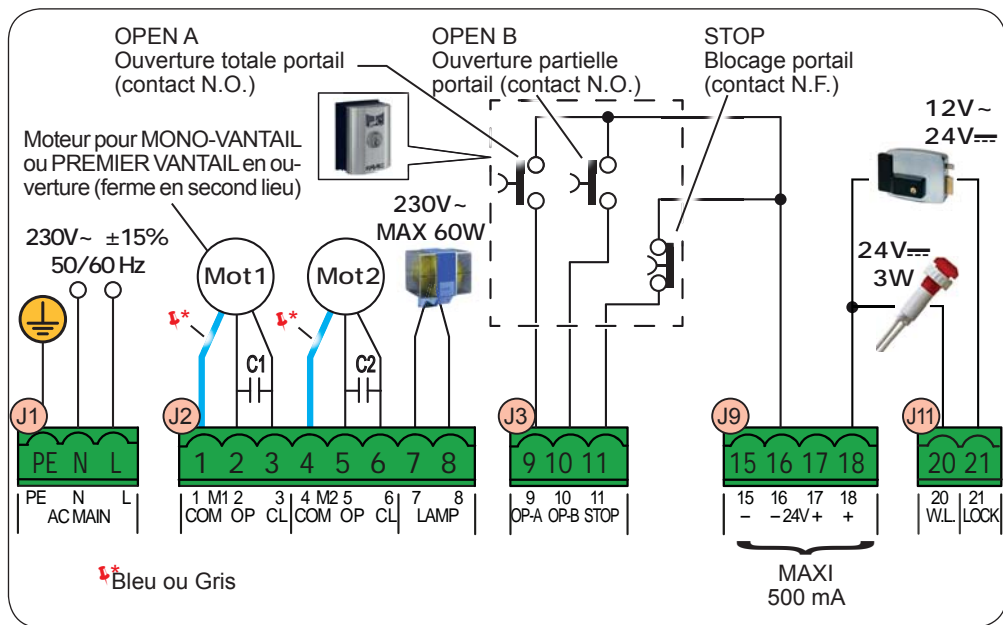 OPEN A
Ouverture totale portail
(contact N.O.)
OPEN B
Ouverture partielle
portail (contact N.O.)
STOP
Blocage portail
(contact N.F.)
12V~
24V⎓
Moteur pour MONO-VANTAIL
ou PREMIER VANTAIL en ou-
verture (ferme en second lieu)
230V~ ±15%
50/60 Hz
230V~
MAX 60W
24V⎓
3W
Mot1
Mot2
*
*
C1
C2
J1
J2
J3
J9
J11
PE N L
1 2 3 4 5 6 7 8
9 10 11
15 16 17 18
20 21
PE N L
AC MAIN
1 M1 2 3 4 M2 5 6 7 8
COM OP CL COM OP CL LAMP
9 10 11
OP-A OP-B STOP
15 16 17 18
– – 24V + +
20 21
W.L. LOCK
*Bleu ou Gris
MAXI
500 mA